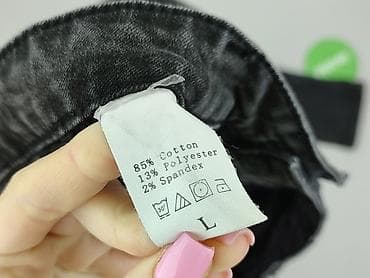 85% Cotton
13% Polyester
2% Spandex
L